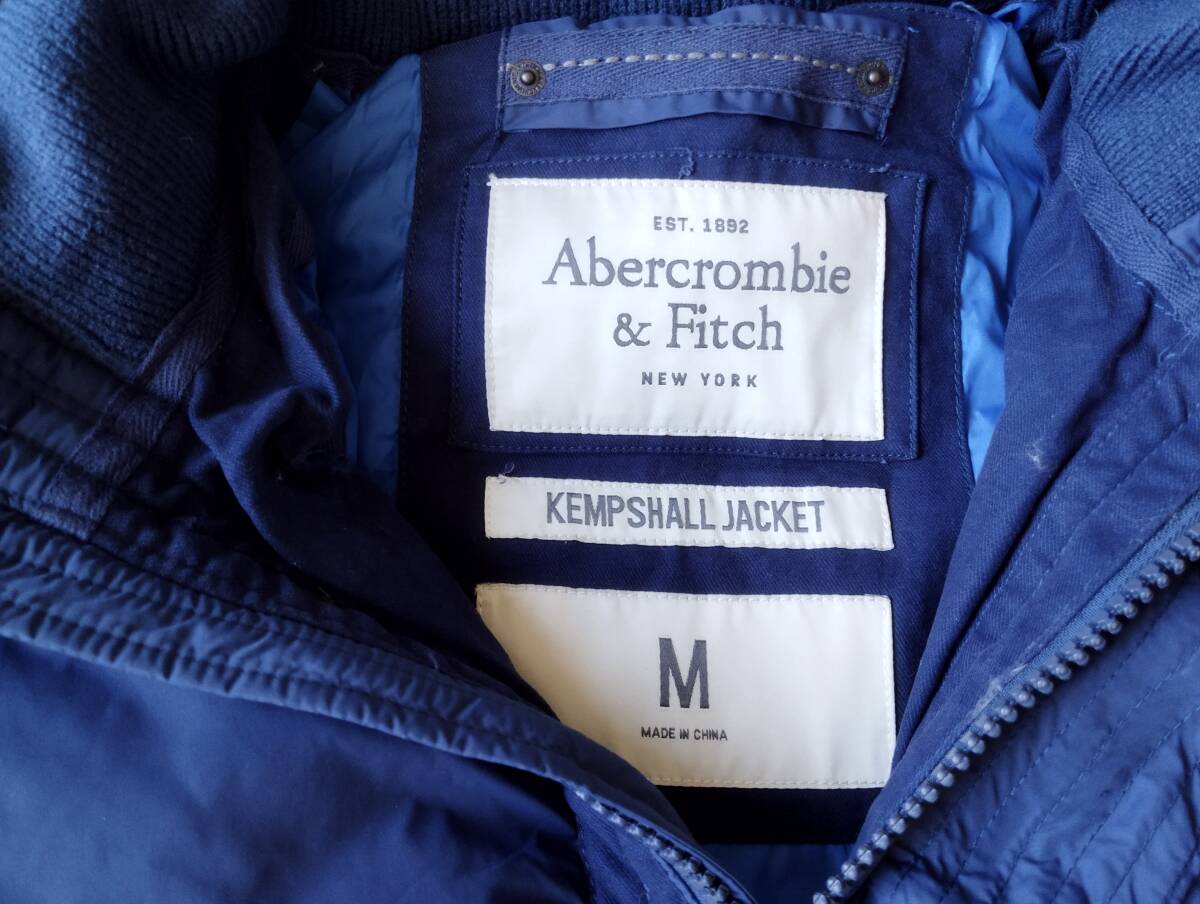 EST. 1892
Abercrombie
& Fitch
NEW YORK
KEMPSHALL JACKET
M
MADE IN CHINA